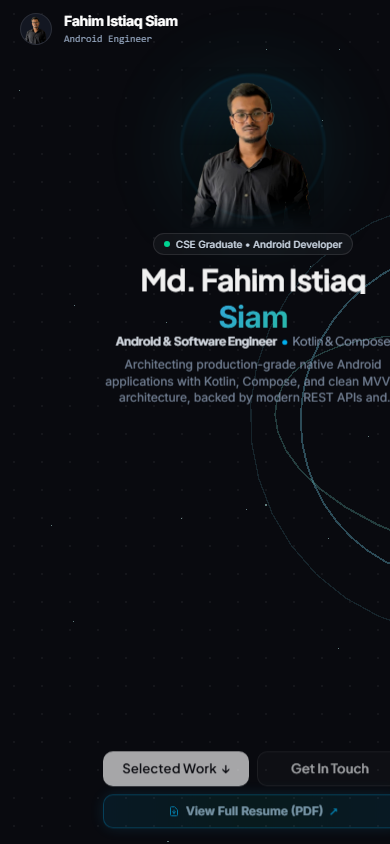 Fahim Istiaq Siam
Android Engineer
CSE Graduate • Android Developer
Md. Fahim Istiaq
Siam
Android & Software Engineer • Kotlin & Compose
Architecting production-grade native Android
applications with Kotlin, Compose, and clean MVV
architecture, backed by modern REST APIs and.
Selected Work ↓
Get In Touch
View Full Resume (PDF) ↗